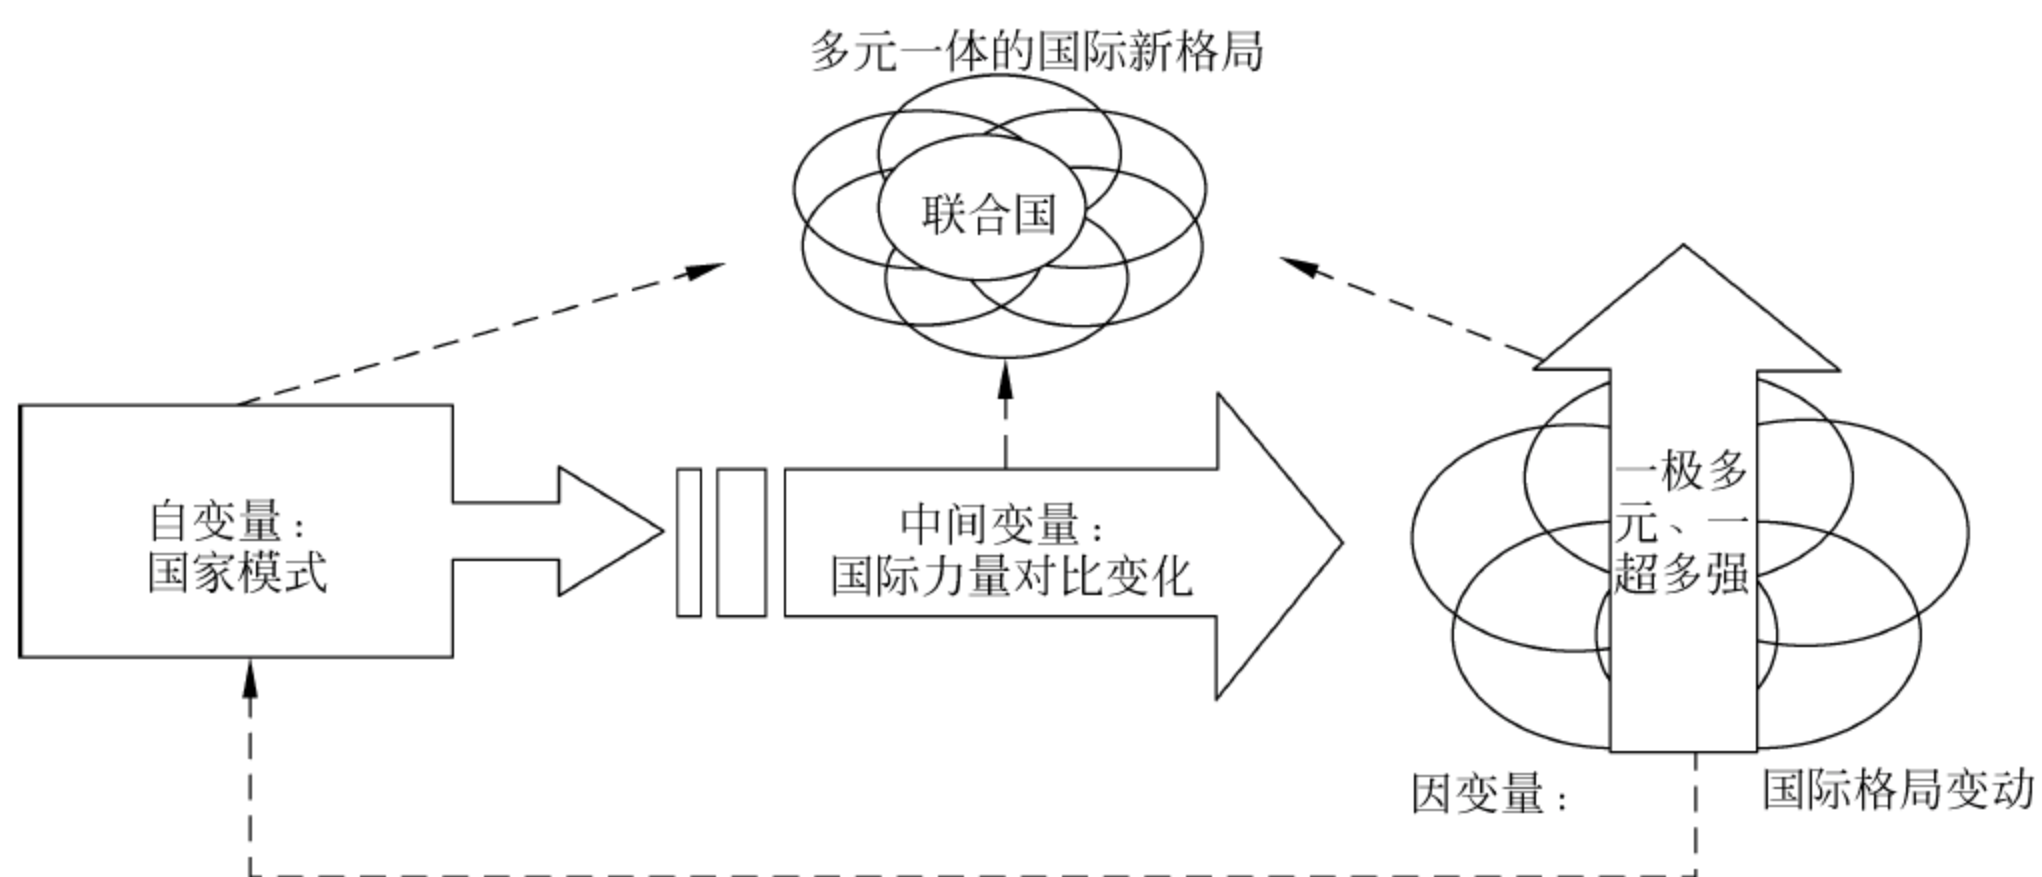 多元一体的国际新格局
联合国
自变量：
国家模式
中间变量：
国际力量对比变化
一极多
元、一
超多强
因变量：
国际格局变动